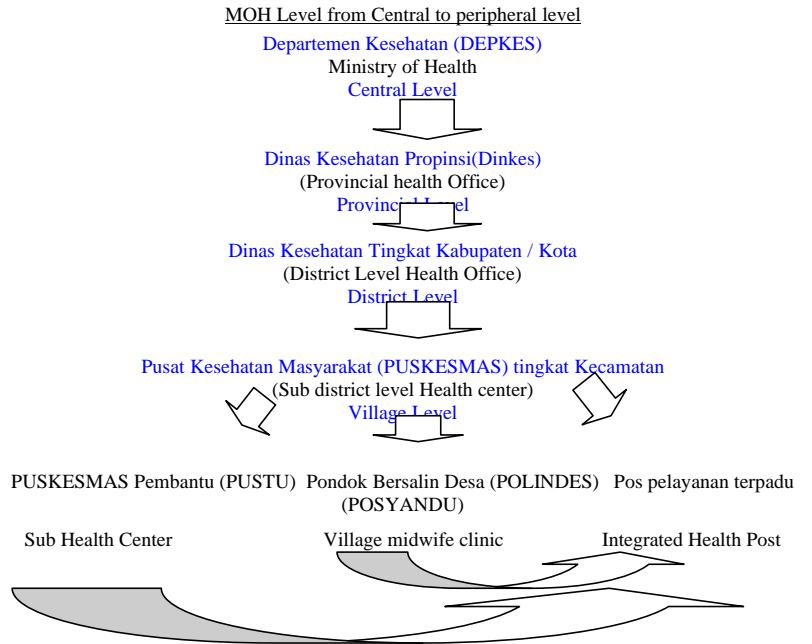 MOH Level from Central to peripheral level
Departemen Kesehatan (DEPKES)
Ministry of Health
Central Level
Dinas Kesehatan Propinsi(Dinkes)
(Provincial health Office)
Provincial Level
Dinas Kesehatan Tingkat Kabupaten / Kota
(District Level Health Office)
District Level
Pusat Kesehatan Masyarakat (PUSKESMAS) tingkat Kecamatan
(Sub district level Health center)
Village Level
PUSKESMAS Pembantu (PUSTU) Pondok Bersalin Desa (POLINDES) Pos pelayanan terpadu
(POSYANDU)
Sub Health Center Village midwife clinic Integrated Health Post